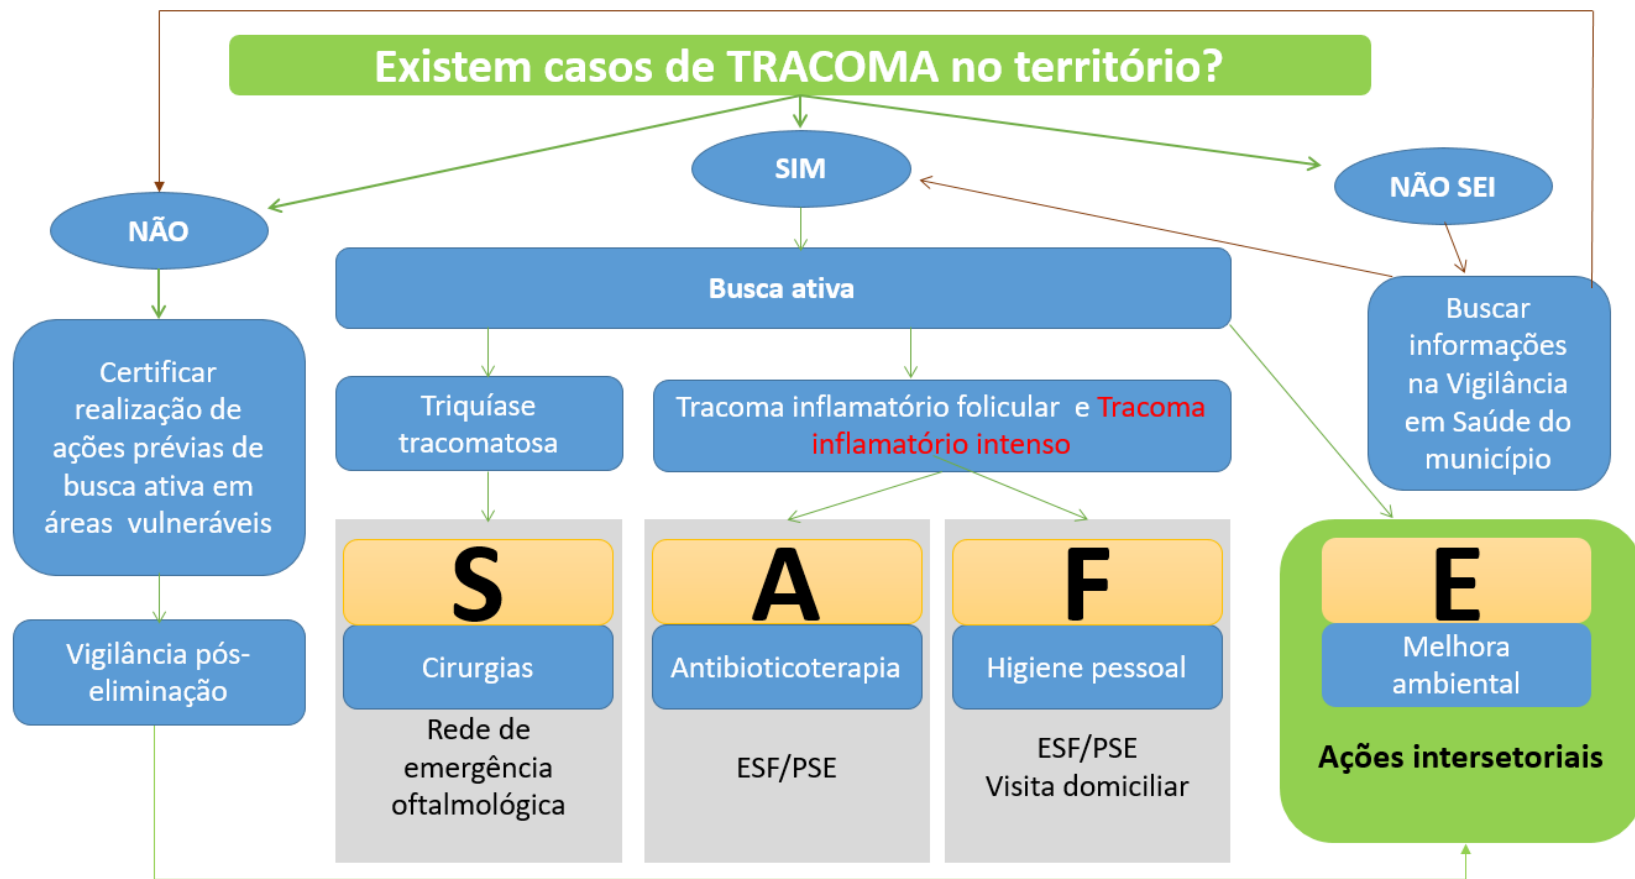 Existem casos de TRACOMA no território?
SIM
NÃO SEI
NÃO
Busca ativa
Buscar
informações
na Vigilância
em Saúde do
município
Certificar
realização de
ações prévias de
busca ativa em
áreas vulneráveis
Triquíase
tracomatosa
Tracoma inflamatório folicular e Tracoma
inflamatório intenso
Vigilância pós-
eliminação
S
Cirurgias
Rede de
emergência
oftalmológica
A
Antibioticoterapia
ESF/PSE
F
Higiene pessoal
ESF/PSE
Visita domiciliar
E
Melhora
ambiental
Ações intersetoriais